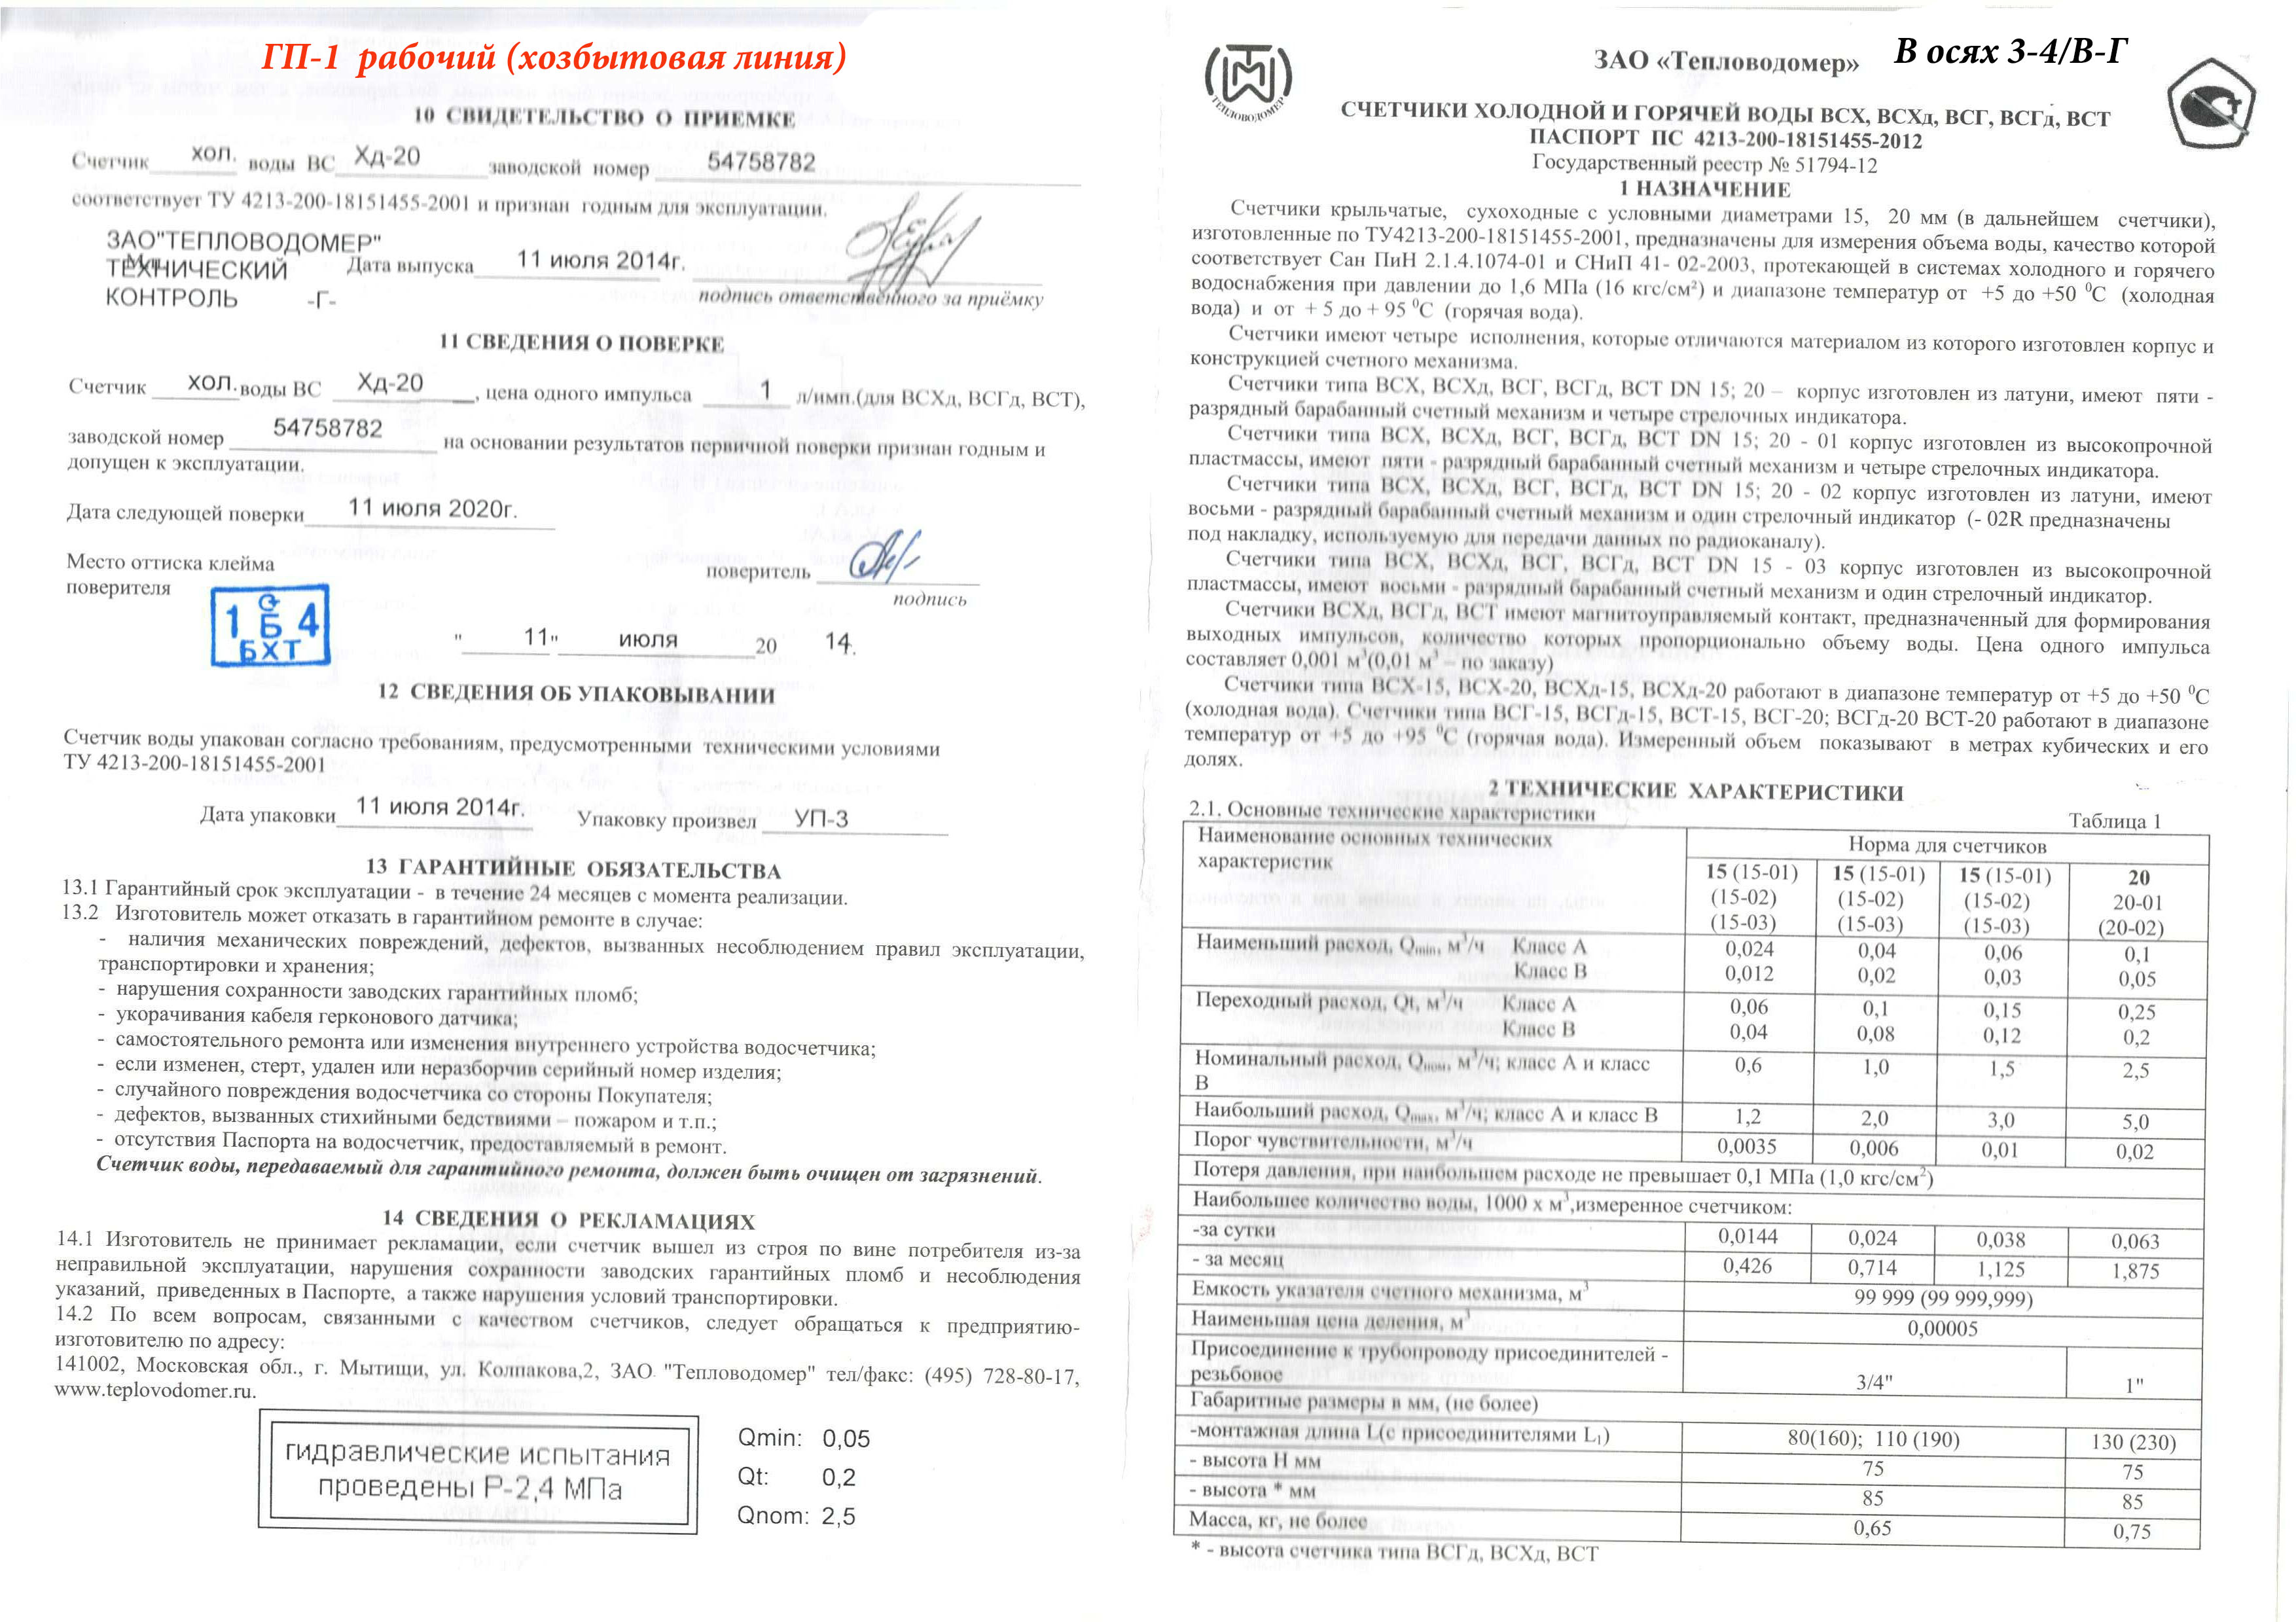 ГП-1 рабочий (хозбытовая линия)
10 СВИДЕТЕЛЬСТВО О ПРИЕМКЕ
Счетчик хол. воды ВС Хд-20 заводской номер 54758782
соответствует ТУ 4213-200-18151455-2001 и признан годным для эксплуатации.
ЗАО"ТЕПЛОВОДОМЕР"
ТЕХНИЧЕСКИЙ
КОНТРОЛЬ -Г-
Дата выпуска 11 июля 2014г.
подпись ответственного за приёмку
11 СВЕДЕНИЯ О ПОВЕРКЕ
Счетчик хол. воды ВС Хд-20, цена одного импульса 1 л/имп.(для ВСХд, ВСГд, ВСТ),
заводской номер 54758782 на основании результатов первичной поверки признан годным и
допущен к эксплуатации.
Дата следующей поверки 11 июля 2020г.
Место оттиска клейма
поверителя
поверитель
подпись
1 Б 4
БХТ
" 11" июля 20 14.
12 СВЕДЕНИЯ ОБ УПАКОВЫВАНИИ
Счетчик воды упакован согласно требованиям, предусмотренными техническими условиями
ТУ 4213-200-18151455-2001
Дата упаковки 11 июля 2014г. Упаковку произвел УП-3
13 ГАРАНТИЙНЫЕ ОБЯЗАТЕЛЬСТВА
13.1 Гарантийный срок эксплуатации - в течение 24 месяцев с момента реализации.
13.2 Изготовитель может отказать в гарантийном ремонте в случае:
- наличия механических повреждений, дефектов, вызванных несоблюдением правил эксплуатации,
транспортировки и хранения;
- нарушения сохранности заводских гарантийных пломб;
- укорачивания кабеля герконового датчика;
- самостоятельного ремонта или изменения внутреннего устройства водосчетчика;
- если изменен, стерт, удален или неразборчив серийный номер изделия;
- случайного повреждения водосчетчика со стороны Покупателя;
- дефектов, вызванных стихийными бедствиями – пожаром и т.п.;
- отсутствия Паспорта на водосчетчик, предоставляемый в ремонт.
Счетчик воды, передаваемый для гарантийного ремонта, должен быть очищен от загрязнений.
14 СВЕДЕНИЯ О РЕКЛАМАЦИЯХ
14.1 Изготовитель не принимает рекламации, если счетчик вышел из строя по вине потребителя из-за
неправильной эксплуатации, нарушения сохранности заводских гарантийных пломб и несоблюдения
указаний, приведенных в Паспорте, а также нарушения условий транспортировки.
14.2 По всем вопросам, связанными с качеством счетчиков, следует обращаться к предприятию-
изготовителю по адресу:
141002, Московская обл., г. Мытищи, ул. Колпакова,2, ЗАО "Тепловодомер" тел/факс: (495) 728-80-17,
www.teplovodomer.ru.
гидравлические испытания
проведены Р-2,4 МПа
Qmin: 0,05
Qt: 0,2
Qnom: 2,5
ТЕПЛОВОДОМЕР
ЗАО «Тепловодомер»
В осях 3-4/В-Г
СЧЕТЧИКИ ХОЛОДНОЙ И ГОРЯЧЕЙ ВОДЫ ВСХ, ВСХд, ВСГ, ВСГд, ВСТ
ПАСПОРТ ПС 4213-200-18151455-2012
Государственный реестр № 51794-12
1 НАЗНАЧЕНИЕ
Счетчики крыльчатые, сухоходные с условными диаметрами 15, 20 мм (в дальнейшем счетчики),
изготовленные по ТУ4213-200-18151455-2001, предназначены для измерения объема воды, качество которой
соответствует Сан ПиН 2.1.4.1074-01 и СНиП 41- 02-2003, протекающей в системах холодного и горячего
водоснабжения при давлении до 1,6 МПа (16 кгс/см²) и диапазоне температур от +5 до +50 ⁰С (холодная
вода) и от + 5 до + 95 ⁰С (горячая вода).
Счетчики имеют четыре исполнения, которые отличаются материалом из которого изготовлен корпус и
конструкцией счетного механизма.
Счетчики типа ВСХ, ВСХд, ВСГ, ВСГд, ВСТ DN 15; 20 – корпус изготовлен из латуни, имеют пяти -
разрядный барабанный счетный механизм и четыре стрелочных индикатора.
Счетчики типа ВСХ, ВСХд, ВСГ, ВСГд, ВСТ DN 15; 20 - 01 корпус изготовлен из высокопрочной
пластмассы, имеют пяти - разрядный барабанный счетный механизм и четыре стрелочных индикатора.
Счетчики типа ВСХ, ВСХд, ВСГ, ВСГд, ВСТ DN 15; 20 - 02 корпус изготовлен из латуни, имеют
восьми - разрядный барабанный счетный механизм и один стрелочный индикатор (- 02R предназначены
под накладку, используемую для передачи данных по радиоканалу).
Счетчики типа ВСХ, ВСХд, ВСГ, ВСГд, ВСТ DN 15 - 03 корпус изготовлен из высокопрочной
пластмассы, имеют восьми - разрядный барабанный счетный механизм и один стрелочный индикатор.
Счетчики ВСХд, ВСГд, ВСТ имеют магнитоуправляемый контакт, предназначенный для формирования
выходных импульсов, количество которых пропорционально объему воды. Цена одного импульса
составляет 0,001 м³(0,01 м³ – по заказу)
Счетчики типа ВСХ-15, ВСХ-20, ВСХд-15, ВСХд-20 работают в диапазоне температур от +5 до +50 ⁰С
(холодная вода). Счетчики типа ВСГ-15, ВСГд-15, ВСТ-15, ВСГ-20; ВСГд-20 ВСТ-20 работают в диапазоне
температур от +5 до +95 ⁰С (горячая вода). Измеренный объем показывают в метрах кубических и его
долях.
2 ТЕХНИЧЕСКИЕ ХАРАКТЕРИСТИКИ
2.1. Основные технические характеристики
Таблица 1
Наименование основных технических
характеристик
Норма для счетчиков
15 (15-01) 15 (15-01) 15 (15-01) 20
(15-02) (15-02) (15-02) 20-01
(15-03) (15-03) (15-03) (20-02)
Наименьший расход, Qmin, м³/ч Класс А 0,024 0,04 0,06 0,1
Класс В 0,012 0,02 0,03 0,05
Переходный расход, Qt, м³/ч Класс А 0,06 0,1 0,15 0,25
Класс В 0,04 0,08 0,12 0,2
Номинальный расход, Qnom, м³/ч; класс А и класс
В 0,6 1,0 1,5 2,5
Наибольший расход, Qmax, м³/ч; класс А и класс В 1,2 2,0 3,0 5,0
Порог чувствительности, м³/ч 0,0035 0,006 0,01 0,02
Потеря давления, при наибольшем расходе не превышает 0,1 МПа (1,0 кгс/см²)
Наибольшее количество воды, 1000 х м³,измеренное счетчиком:
-за сутки 0,0144 0,024 0,038 0,063
- за месяц 0,426 0,714 1,125 1,875
Емкость указателя счетного механизма, м³ 99 999 (99 999,999)
Наименьшая цена деления, м³ 0,00005
Присоединение к трубопроводу присоединителей -
резьбовое 3/4" 1"
Габаритные размеры в мм, (не более)
-монтажная длина L(с присоединителями L₁) 80(160); 110 (190) 130 (230)
- высота Н мм 75 75
- высота * мм 85 85
Масса, кг, не более 0,65 0,75
* - высота счетчика типа ВСГд, ВСХд, ВСТ